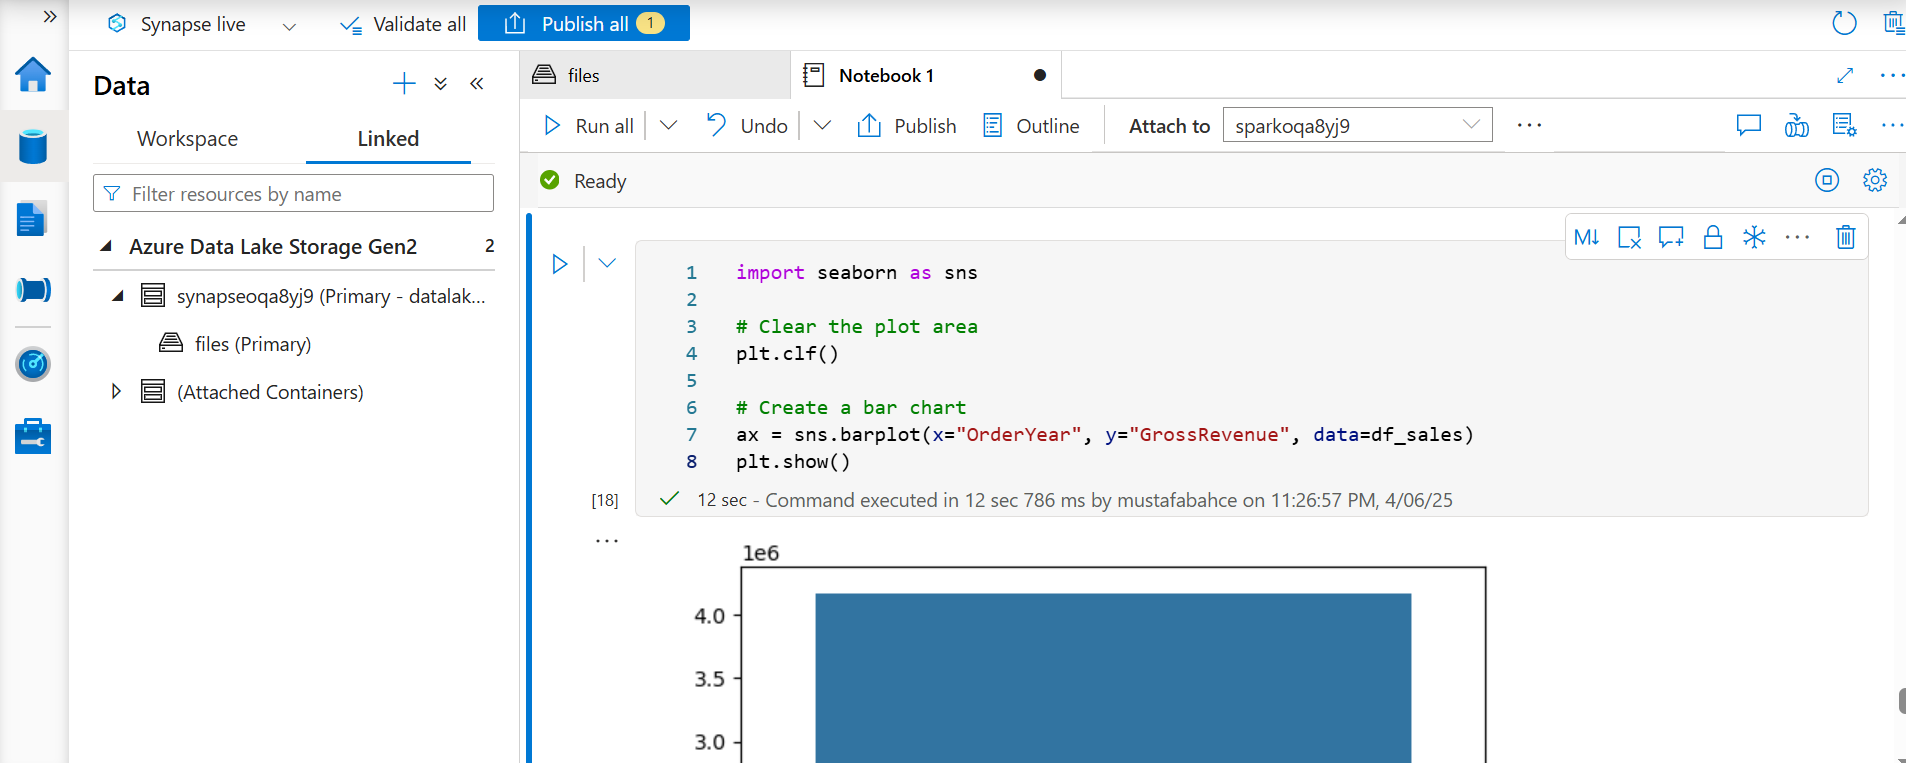 Synapse live
Validate all
Publish all 1
Data
Workspace
Linked
Filter resources by name
Azure Data Lake Storage Gen2 2
synapseoqa8yj9 (Primary - datalak...
files (Primary)
(Attached Containers)
files
Notebook 1
Run all
Undo
Publish
Outline
Attach to
sparkoqa8yj9
Ready
M↓
1 import seaborn as sns
2
3 # Clear the plot area
4 plt.clf()
5
6 # Create a bar chart
7 ax = sns.barplot(x="OrderYear", y="GrossRevenue", data=df_sales)
8 plt.show()
[18] 12 sec - Command executed in 12 sec 786 ms by mustafabahce on 11:26:57 PM, 4/06/25
1e6
4.0
3.5
3.0